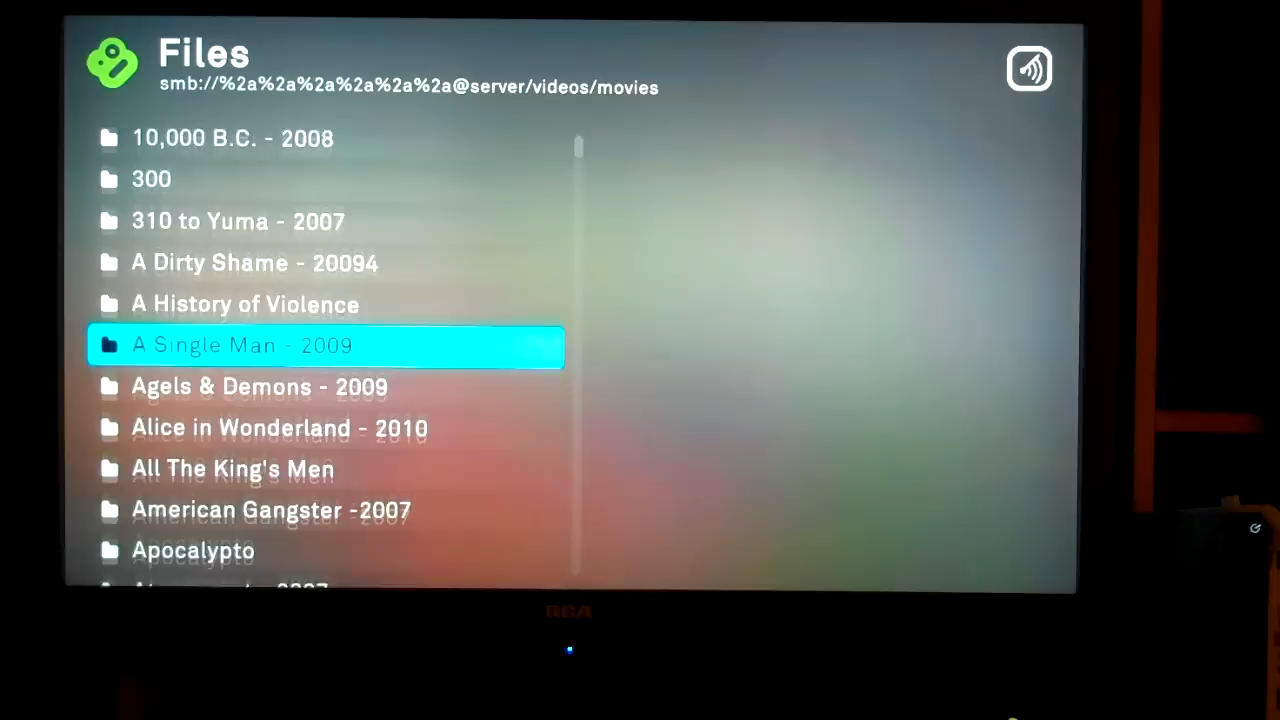 Files
smb://%2a%2a%2a%2a%2a%2a@server/videos/movies
10,000 B.C. - 2008
300
310 to Yuma - 2007
A Dirty Shame - 20094
A History of Violence
A Single Man - 2009
Agels & Demons - 2009
Alice in Wonderland - 2010
All The King's Men
American Gangster -2007
Apocalypto
RCA